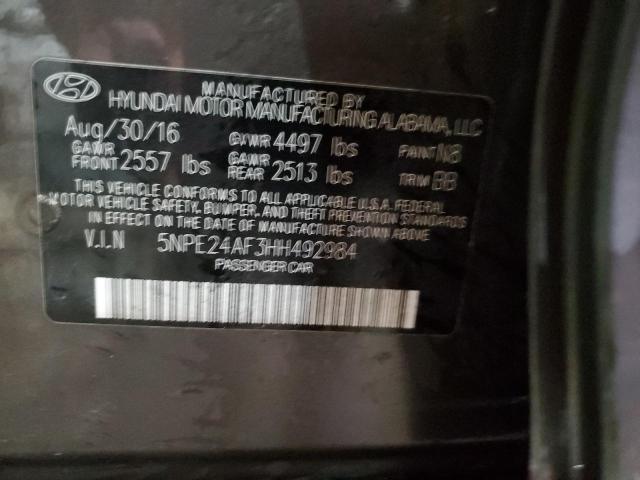 MANUFACTURED BY
HYUNDAI MOTOR MANUFACTURING ALABAMA, LLC
Aug/30/16 GVWR 4497 lbs PAINT N8
GAWR FRONT 2557 lbs GAWR REAR 2513 lbs TRIM BB
THIS VEHICLE CONFORMS TO ALL APPLICABLE U.S.A. FEDERAL
MOTOR VEHICLE SAFETY, BUMPER, AND THEFT PREVENTION STANDARDS
IN EFFECT ON THE DATE OF MANUFACTURE SHOWN ABOVE
V.I.N 5NPE24AF3HH492984
PASSENGER CAR